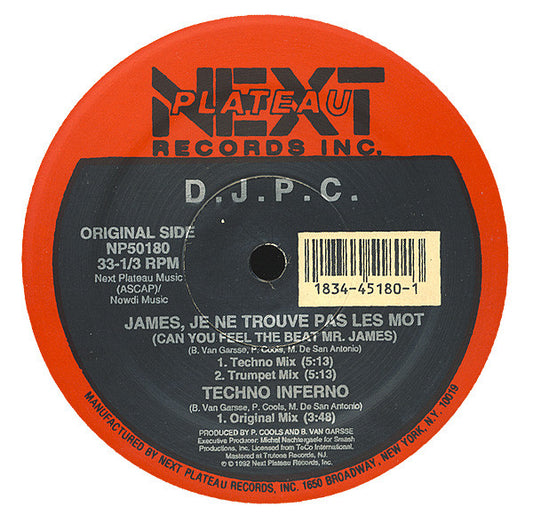 NEXT
PLATEAU
RECORDS INC.
D.J.P.C.
ORIGINAL SIDE
NP50180
33-1/3 RPM
Next Plateau Music
(ASCAP)/
Nowdi Music
1834-45180-1
JAMES, JE NE TROUVE PAS LES MOT
(CAN YOU FEEL THE BEAT MR. JAMES)
(B. Van Garsse, P. Cools, M. De San Antonio)
1. Techno Mix (5:13)
2. Trumpet Mix (5:13)
TECHNO INFERNO
(B. Van Garsse, P. Cools, M. De San Antonio)
1. Original Mix (3:48)
PRODUCED BY P. COOLS AND B. VAN GARSSE
Executive Producer: Michel Nachtergaele for Smash
Productions, Inc. Licensed from ToCo International.
Mastered at Trutone Records, NJ.
© ℗ 1992 Next Plateau Records, Inc.
MANUFACTURED BY NEXT PLATEAU RECORDS, INC. 1650 BROADWAY, NEW YORK, N.Y. 10019